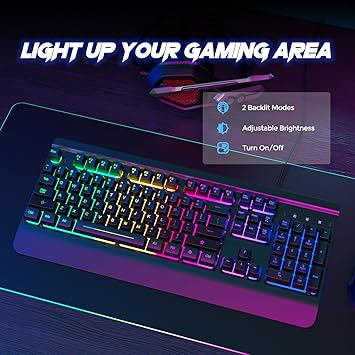 LIGHT UP YOUR GAMING AREA
2 Backlit Modes
Adjustable Brightness
Turn On/Off